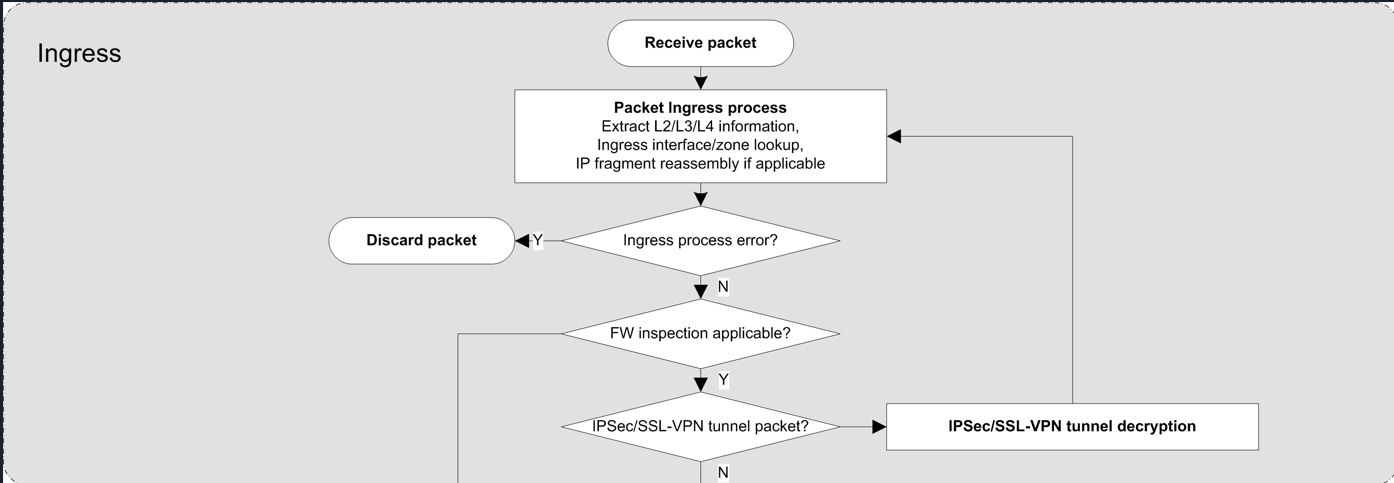 Ingress
Receive packet
Packet Ingress process
Extract L2/L3/L4 information,
Ingress interface/zone lookup,
IP fragment reassembly if applicable
Discard packet
Y
Ingress process error?
N
FW inspection applicable?
Y
IPSec/SSL-VPN tunnel packet?
IPSec/SSL-VPN tunnel decryption
N